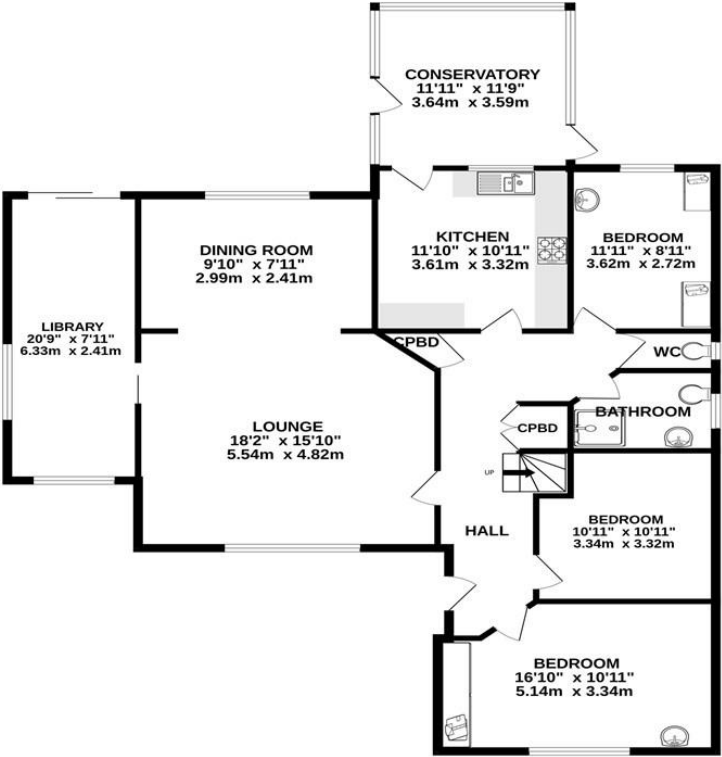 CONSERVATORY
11'11" x 11'9"
3.64m x 3.59m
DINING ROOM
9'10" x 7'11"
2.99m x 2.41m
KITCHEN
11'10" x 10'11"
3.61m x 3.32m
BEDROOM
11'11" x 8'11"
3.62m x 2.72m
LIBRARY
20'9" x 7'11"
6.33m x 2.41m
CPBD
WC
BATHROOM
LOUNGE
18'2" x 15'10"
5.54m x 4.82m
CPBD
UP
HALL
BEDROOM
10'11" x 10'11"
3.34m x 3.32m
BEDROOM
16'10" x 10'11"
5.14m x 3.34m